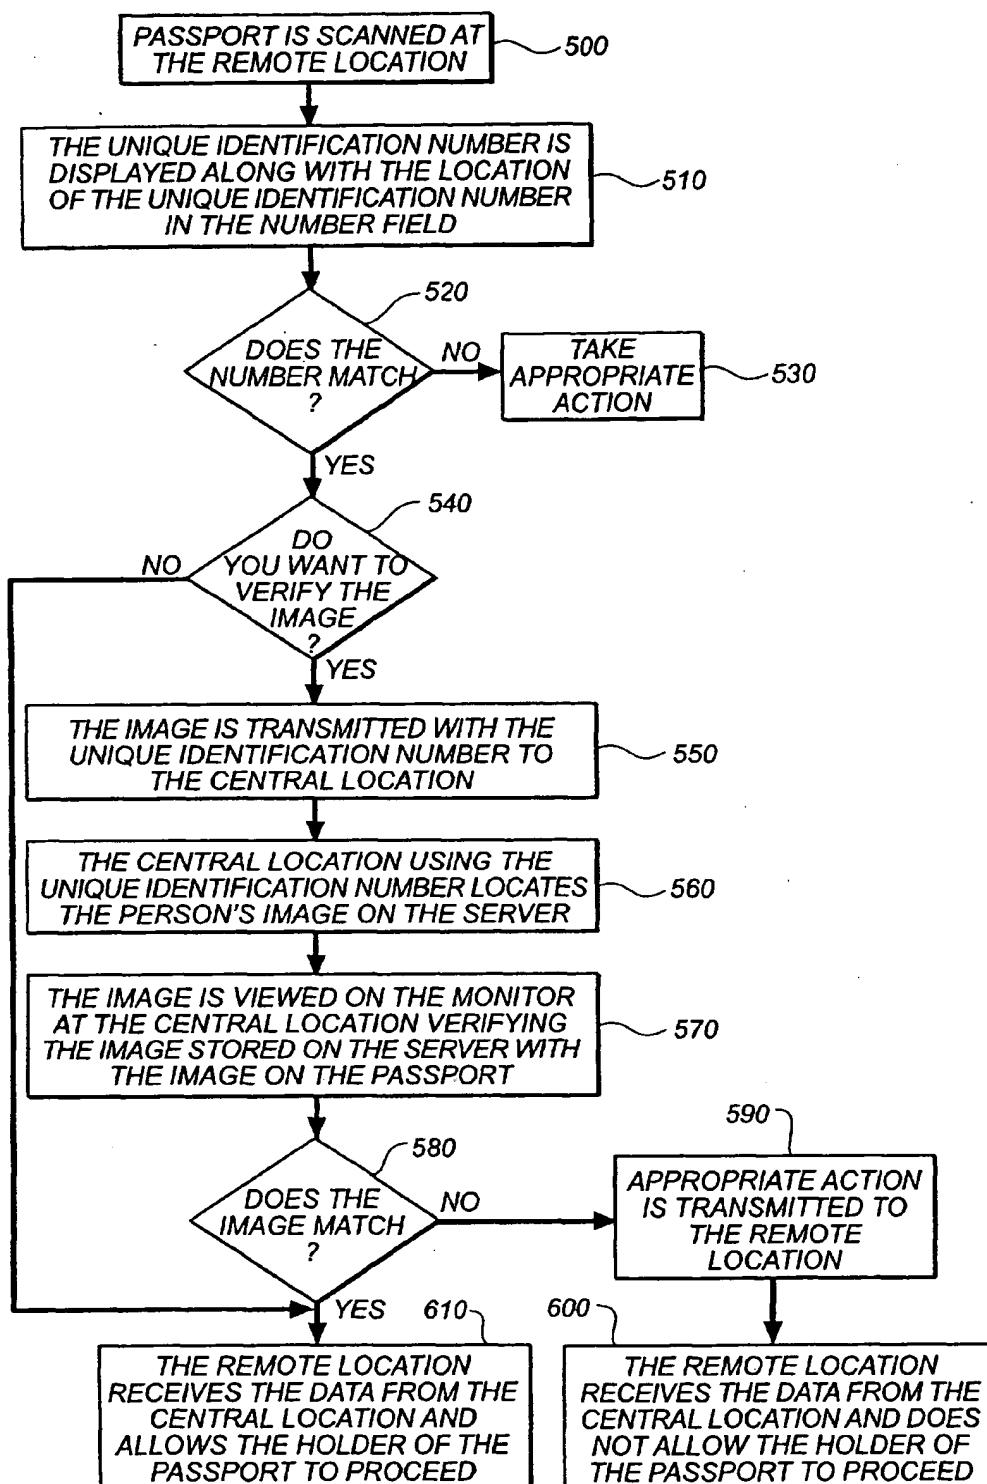 PASSPORT IS SCANNED AT
THE REMOTE LOCATION
500
THE UNIQUE IDENTIFICATION NUMBER IS
DISPLAYED ALONG WITH THE LOCATION
OF THE UNIQUE IDENTIFICATION NUMBER
IN THE NUMBER FIELD
510
520
DOES THE
NUMBER MATCH
?
NO
TAKE
APPROPRIATE
ACTION
530
YES
540
DO
YOU WANT TO
VERIFY THE
IMAGE
?
NO
YES
THE IMAGE IS TRANSMITTED WITH THE
UNIQUE IDENTIFICATION NUMBER TO
THE CENTRAL LOCATION
550
THE CENTRAL LOCATION USING THE
UNIQUE IDENTIFICATION NUMBER LOCATES
THE PERSON'S IMAGE ON THE SERVER
560
THE IMAGE IS VIEWED ON THE MONITOR
AT THE CENTRAL LOCATION VERIFYING
THE IMAGE STORED ON THE SERVER WITH
THE IMAGE ON THE PASSPORT
570
580
DOES THE
IMAGE MATCH
?
NO
590
APPROPRIATE ACTION
IS TRANSMITTED TO
THE REMOTE
LOCATION
YES
610
THE REMOTE LOCATION
RECEIVES THE DATA FROM THE
CENTRAL LOCATION AND
ALLOWS THE HOLDER OF THE
PASSPORT TO PROCEED
600
THE REMOTE LOCATION
RECEIVES THE DATA FROM THE
CENTRAL LOCATION AND DOES
NOT ALLOW THE HOLDER OF
THE PASSPORT TO PROCEED